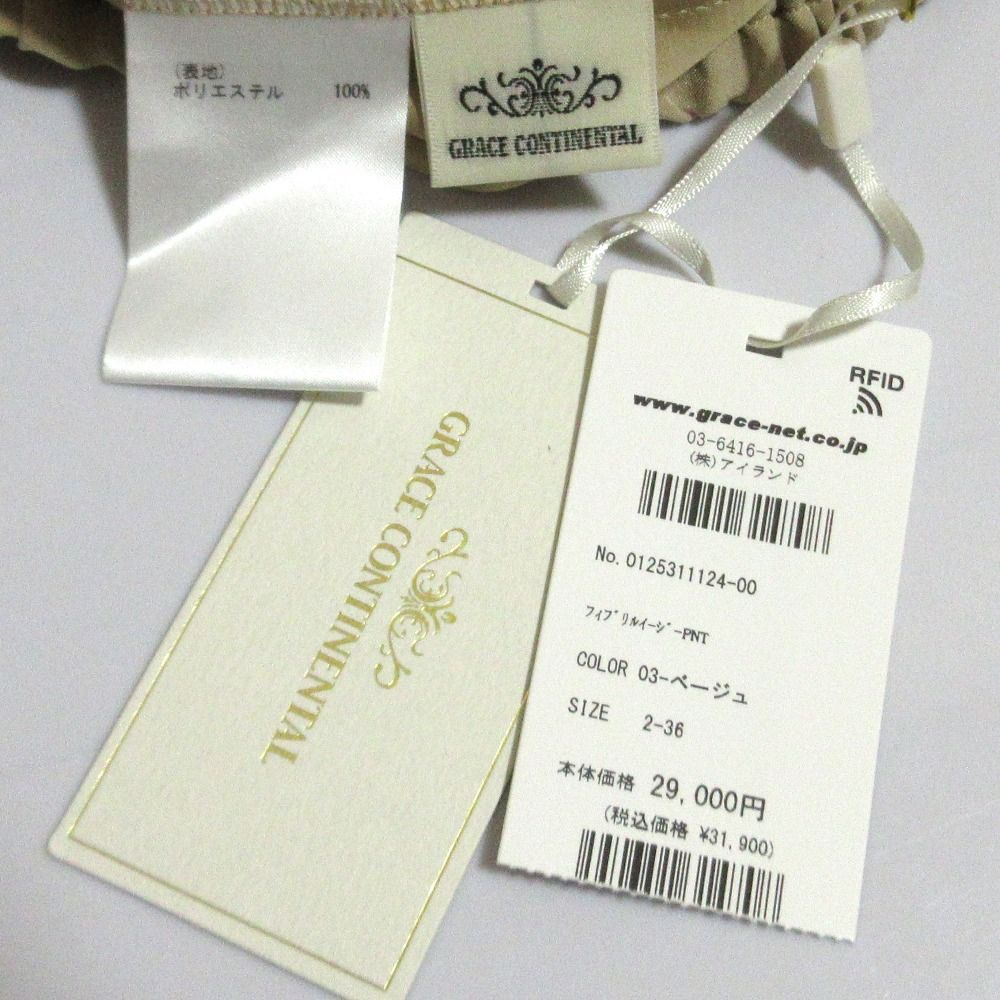 (表地)
ポリエステル 100%
GRACE CONTINENTAL
GRACE CONTINENTAL
RFID
www.grace-net.co.jp
03-6416-1508
(株)アイランド
No. 0125311124-00
フィブリルイージーPNT
COLOR 03-ベージュ
SIZE 2-36
本体価格 29,000円
(税込価格 ¥31,900)